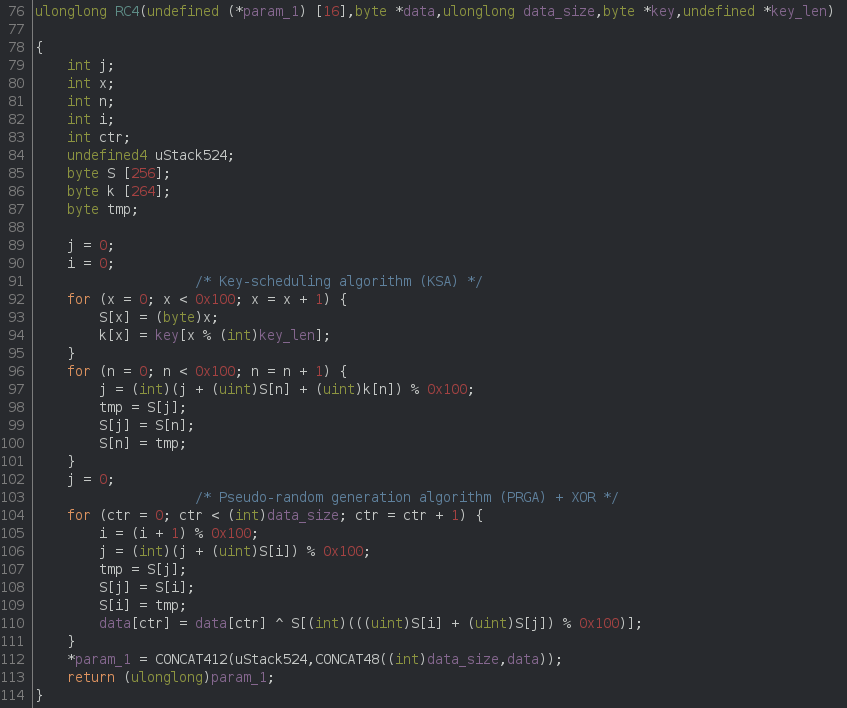 76 ulonglong RC4(undefined (*param_1) [16],byte *data,ulonglong data_size,byte *key,undefined *key_len)
77
78 {
79     int j;
80     int x;
81     int n;
82     int i;
83     int ctr;
84     undefined4 uStack524;
85     byte S [256];
86     byte k [264];
87     byte tmp;
88
89     j = 0;
90     i = 0;
91                     /* Key-scheduling algorithm (KSA) */
92     for (x = 0; x < 0x100; x = x + 1) {
93         S[x] = (byte)x;
94         k[x] = key[x % (int)key_len];
95     }
96     for (n = 0; n < 0x100; n = n + 1) {
97         j = (int)(j + (uint)S[n] + (uint)k[n]) % 0x100;
98         tmp = S[j];
99         S[j] = S[n];
100         S[n] = tmp;
101     }
102     j = 0;
103                     /* Pseudo-random generation algorithm (PRGA) + XOR */
104     for (ctr = 0; ctr < (int)data_size; ctr = ctr + 1) {
105         i = (i + 1) % 0x100;
106         j = (int)(j + (uint)S[i]) % 0x100;
107         tmp = S[j];
108         S[j] = S[i];
109         S[i] = tmp;
110         data[ctr] = data[ctr] ^ S[(int)(((uint)S[i] + (uint)S[j]) % 0x100)];
111     }
112     *param_1 = CONCAT412(uStack524,CONCAT48((int)data_size,data));
113     return (ulonglong)param_1;
114 }